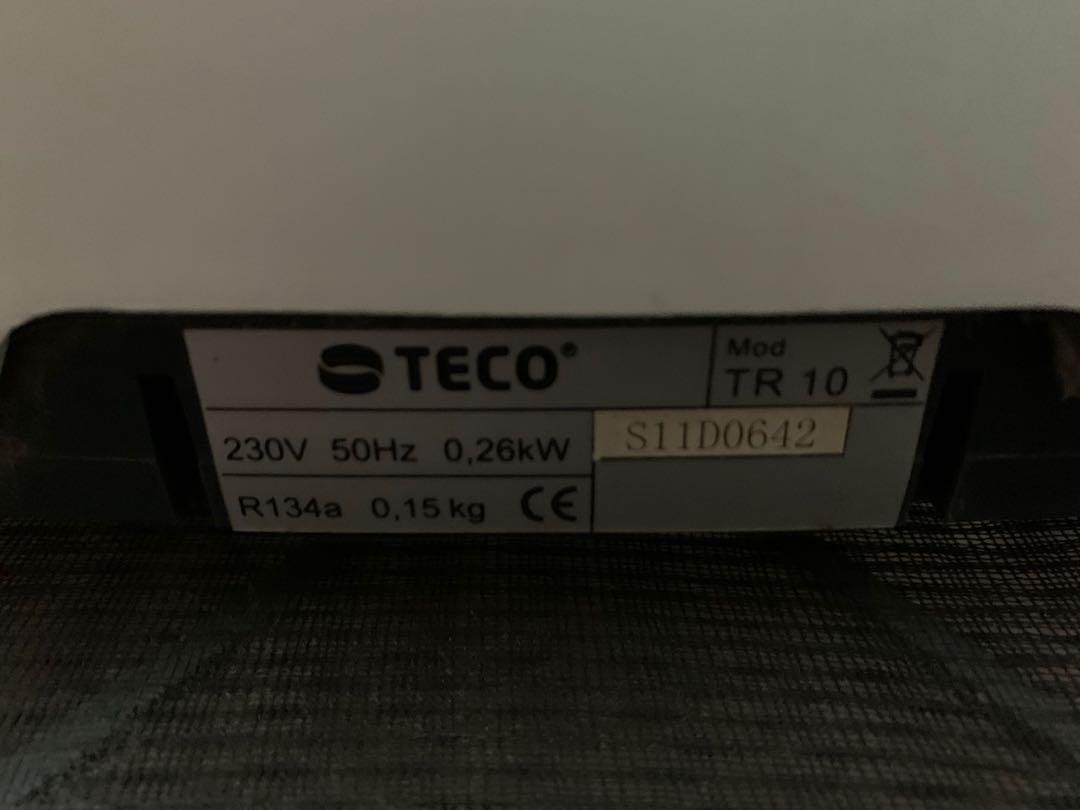 TECO®
Mod
TR 10
230V 50Hz 0,26kW
S11D0642
R134a 0,15 kg CE